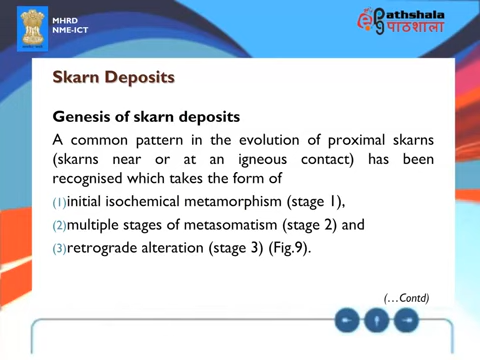 MHRD
NME-ICT
pathshala
पाठशाला
Skarn Deposits
Genesis of skarn deposits
A common pattern in the evolution of proximal skarns
(skarns near or at an igneous contact) has been
recognised which takes the form of
(1)initial isochemical metamorphism (stage 1),
(2)multiple stages of metasomatism (stage 2) and
(3)retrograde alteration (stage 3) (Fig.9).
(…Contd)